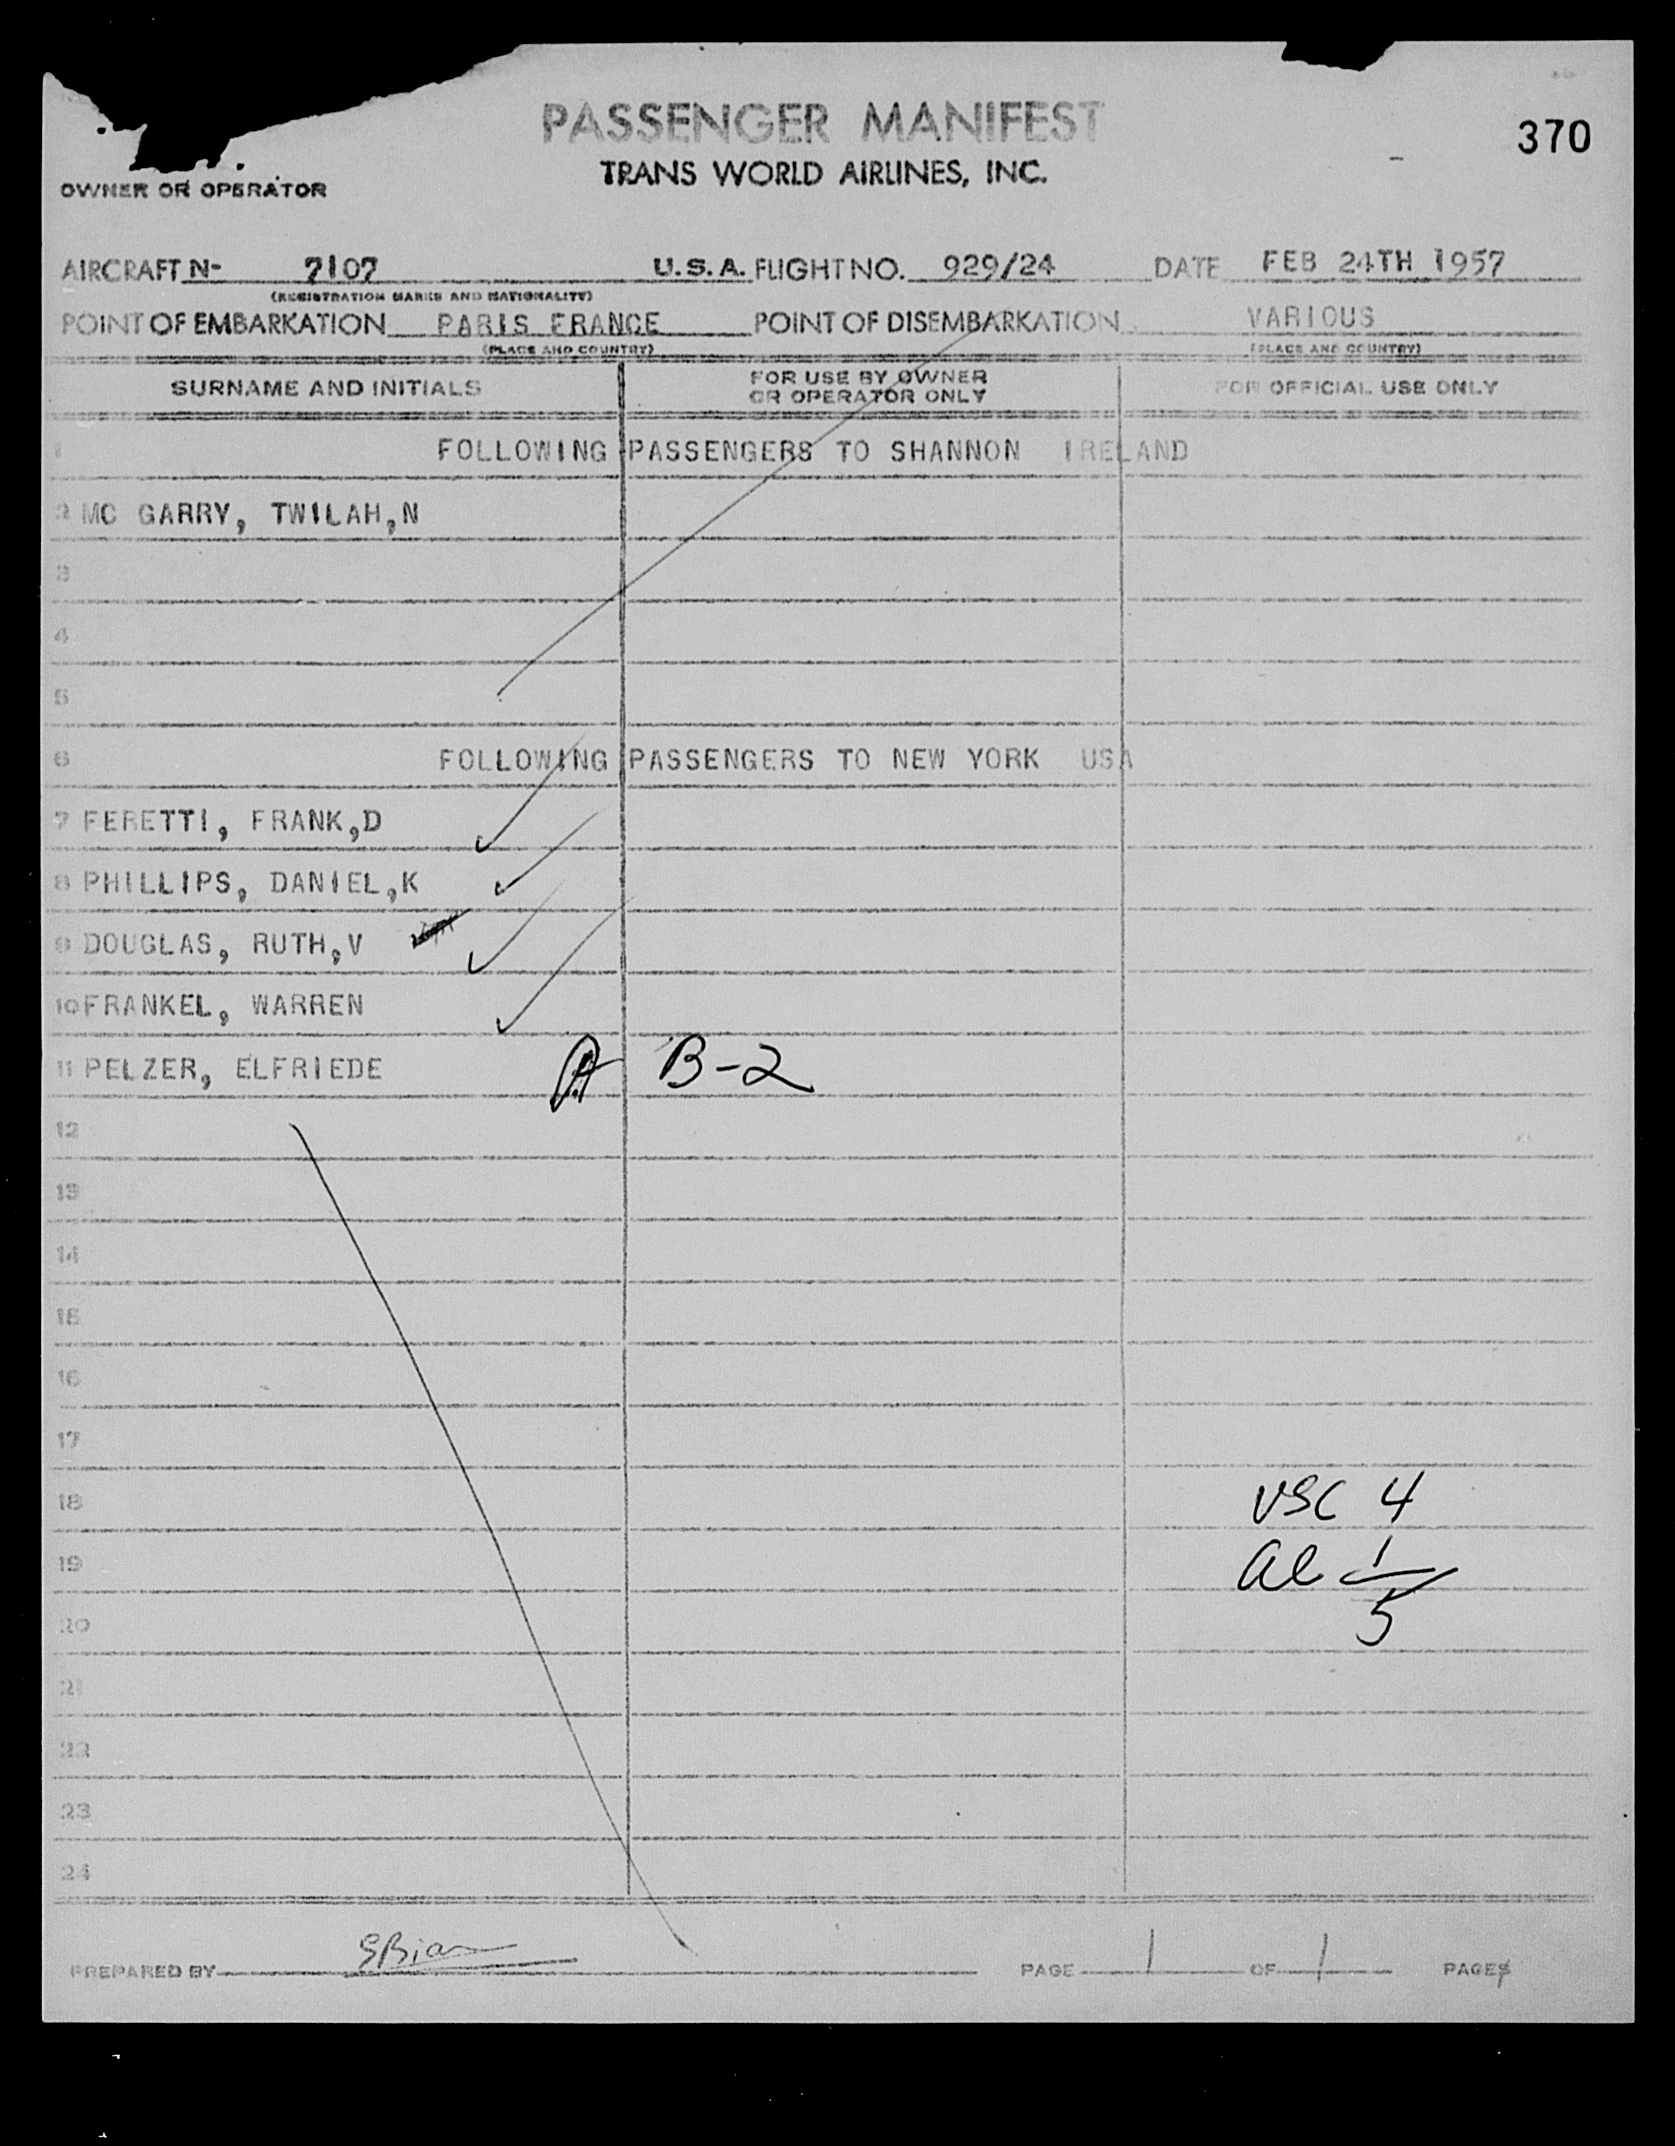 PASSENGER MANIFEST
370
TRANS WORLD AIRLINES, INC.
OWNER OR OPERATOR
AIRCRAFT N- 7107 U.S.A. FLIGHT NO. 929/24 DATE FEB 24TH 1957
(REGISTRATION MARKS AND NATIONALITY)
POINT OF EMBARKATION PARIS FRANCE POINT OF DISEMBARKATION VARIOUS
(PLACE AND COUNTRY) (PLACE AND COUNTRY)
SURNAME AND INITIALS FOR USE BY OWNER OR OPERATOR ONLY FOR OFFICIAL USE ONLY
1 FOLLOWING PASSENGERS TO SHANNON IRELAND
2 MC GARRY, TWILAH,N
3
4
5
6 FOLLOWING PASSENGERS TO NEW YORK USA
7 FERETTI, FRANK,D
8 PHILLIPS, DANIEL,K
9 DOUGLAS, RUTH,V
10 FRANKEL, WARREN
11 PELZER, ELFRIEDE A B-2
12
13
14
15
16
17
18 USC 4
19 al 1
20 5
21
22
23
24
PREPARED BY PAGE 1 OF 1 PAGES